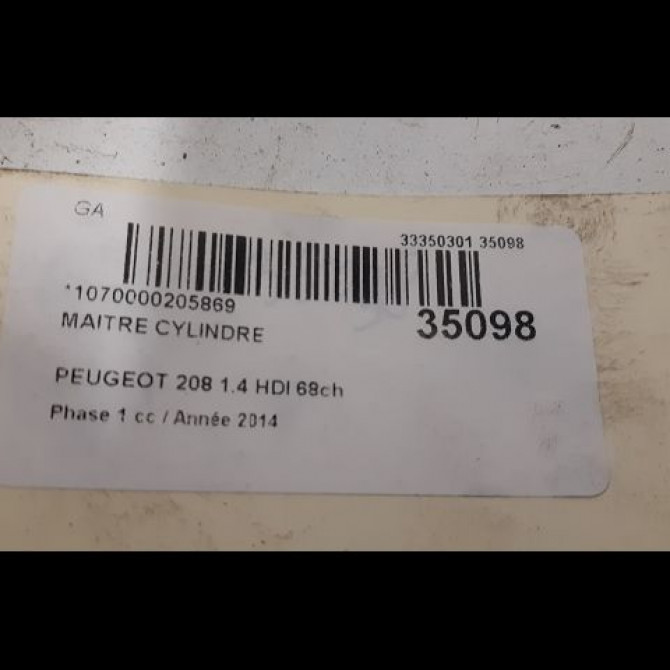 GA
33350301 35098
*1070000205869
35098
MAITRE CYLINDRE
PEUGEOT 208 1.4 HDI 68ch
Phase 1 cc / Année 2014